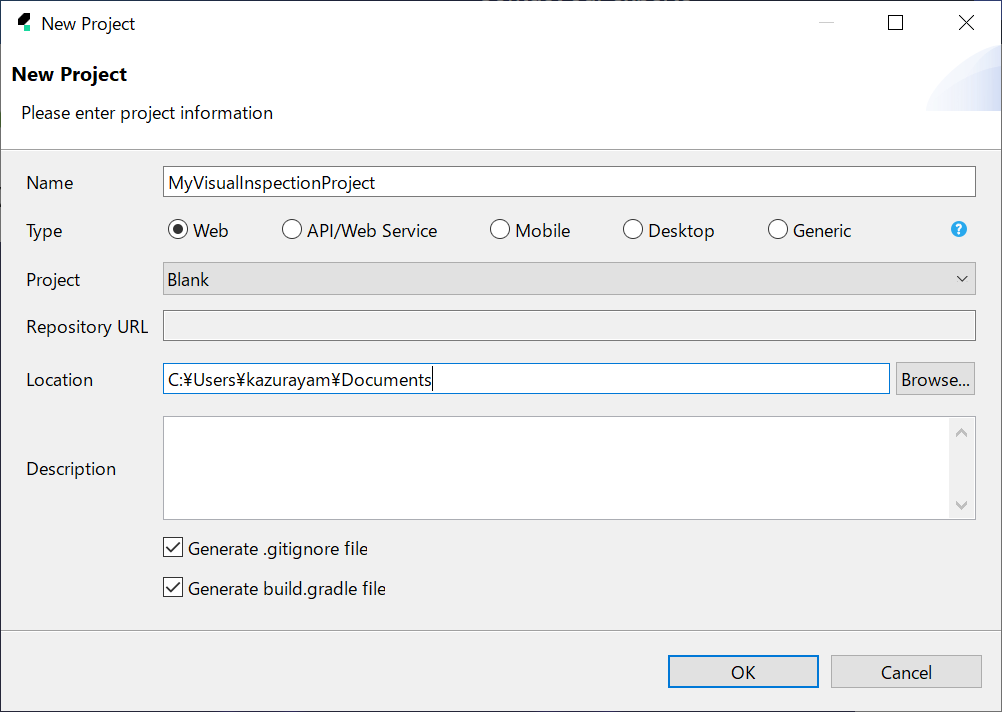 New Project
New Project
Please enter project information
Name MyVisualInspectionProject
Type Web API/Web Service Mobile Desktop Generic ?
Project Blank
Repository URL
Location C:¥Users¥kazurayam¥Documents Browse...
Description
Generate .gitignore file
Generate build.gradle file
OK Cancel